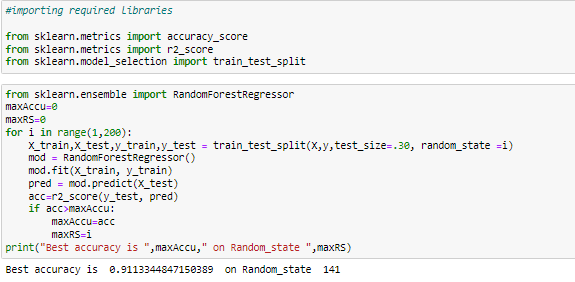 #importing required libraries
from sklearn.metrics import accuracy_score
from sklearn.metrics import r2_score
from sklearn.model_selection import train_test_split
from sklearn.ensemble import RandomForestRegressor
maxAccu=0
maxRS=0
for i in range(1,200):
    X_train,X_test,y_train,y_test = train_test_split(X,y,test_size=.30, random_state =i)
    mod = RandomForestRegressor()
    mod.fit(X_train, y_train)
    pred = mod.predict(X_test)
    acc=r2_score(y_test, pred)
    if acc>maxAccu:
        maxAccu=acc
        maxRS=i
print("Best accuracy is ",maxAccu," on Random_state ",maxRS)
Best accuracy is  0.9113344847150389  on Random_state  141